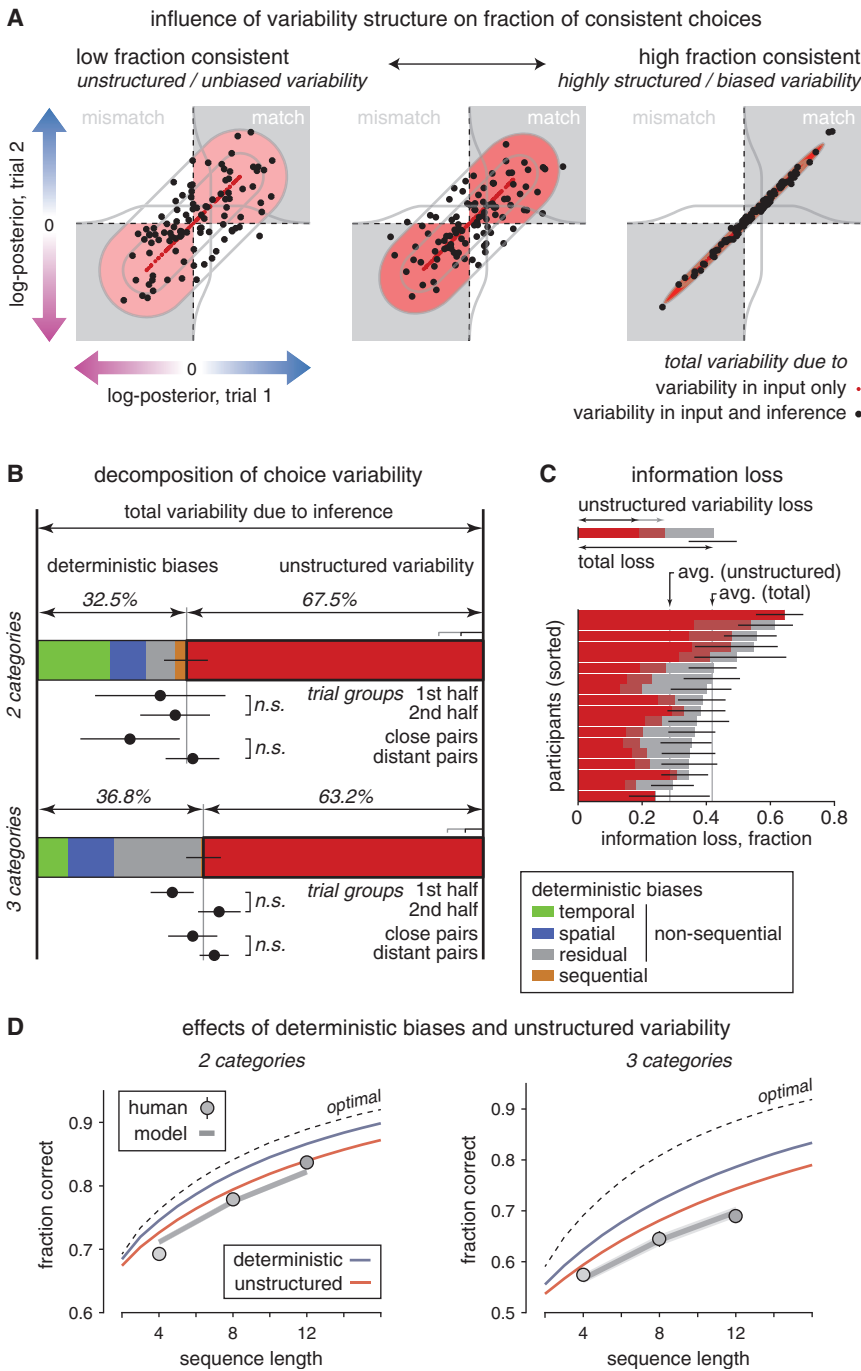 A influence of variability structure on fraction of consistent choices
low fraction consistent
unstructured / unbiased variability
high fraction consistent
highly structured / biased variability
mismatch match
mismatch match
mismatch match
log-posterior, trial 2
0
0
log-posterior, trial 1
total variability due to
variability in input only
variability in input and inference
B decomposition of choice variability
total variability due to inference
deterministic biases unstructured variability
32.5% 67.5%
2 categories
trial groups 1st half
n.s.
2nd half
close pairs
n.s.
distant pairs
36.8% 63.2%
3 categories
trial groups 1st half
n.s.
2nd half
close pairs
n.s.
distant pairs
C information loss
unstructured variability loss
total loss
avg. (unstructured)
avg. (total)
participants (sorted)
0 0.2 0.4 0.6 0.8
information loss, fraction
deterministic biases
temporal
spatial
residual
non-sequential
sequential
D effects of deterministic biases and unstructured variability
2 categories
fraction correct
0.9
0.8
0.7
0.6
human
model
optimal
deterministic
unstructured
4 8 12
sequence length
3 categories
fraction correct
0.9
0.8
0.7
0.6
0.5
optimal
4 8 12
sequence length